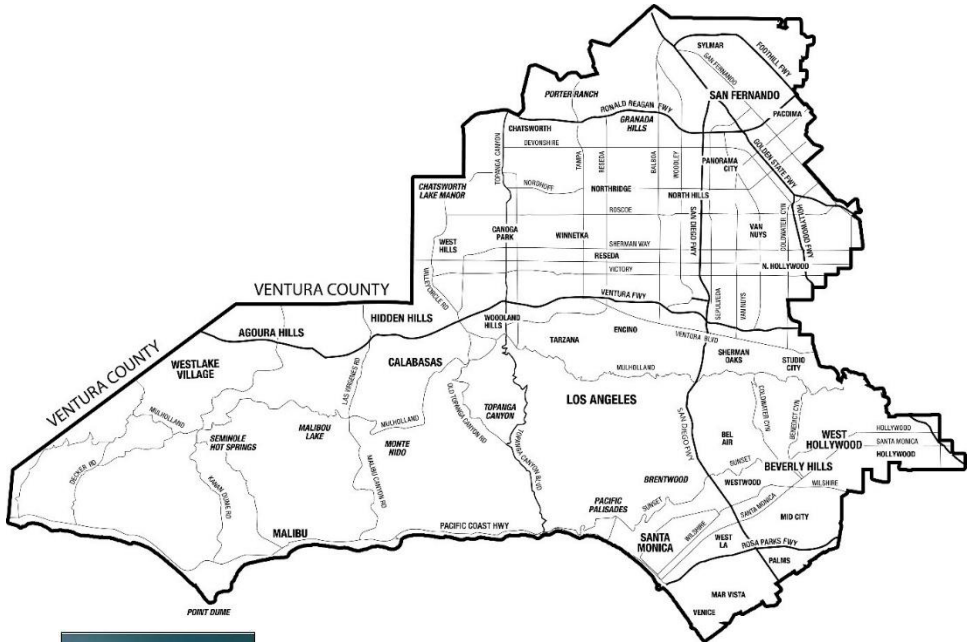 SYLMAR
FOOTHILL FWY
SAN FERNANDO
SAN FERNANDO
PORTER RANCH
RONALD REAGAN FWY
PACOIMA
GRANADA
HILLS
CHATSWORTH
DEVONSHIRE
TOPANGA CANYON
TAMPA
RESEDA
BALBOA
WOODLEY
PANORAMA
CITY
GOLDEN STATE FWY
CHATSWORTH
LAKE MANOR
NORDHOFF
NORTHRIDGE
NORTH HILLS
ROSCOE
SAN DIEGO FWY
COLDWATER CYN
HOLLYWOOD FWY
WEST
HILLS
CANOGA
PARK
WINNETKA
VAN
NUYS
SHERMAN WAY
RESEDA
N. HOLLYWOOD
VICTORY
VALLEY CIRCLE RD
VENTURA COUNTY
VENTURA FWY
SEPULVEDA
VAN NUYS
HIDDEN HILLS
AGOURA HILLS
WOODLAND
HILLS
TARZANA
ENCINO
VENTURA BLVD
SHERMAN
OAKS
STUDIO
CITY
VENTURA COUNTY
WESTLAKE
VILLAGE
LAS VIRGENES RD
CALABASAS
MULHOLLAND
LOS ANGELES
COLDWATER CYN
BENEDICT CYN
MULHOLLAND
SEMINOLE
HOT SPRINGS
MALIBOU
LAKE
MULHOLLAND
MONTE
NIDO
OLD TOPANGA CANYON RD
TOPANGA
CANYON
TOPANGA CANYON BLVD
SAN DIEGO FWY
BEL
AIR
WEST
HOLLYWOOD
HOLLYWOOD
SANTA MONICA
HOLLYWOOD
DECKER RD
KANAN DUME RD
MALIBU CANYON RD
SUNSET
BEVERLY HILLS
BRENTWOOD
WESTWOOD
WILSHIRE
PACIFIC
PALISADES
SUNSET
SANTA MONICA
MALIBU
PACIFIC COAST HWY
SANTA
MONICA
WILSHIRE
WEST
LA
MID CITY
ROSA PARKS FWY
PALMS
MAR VISTA
VENICE
POINT DUME